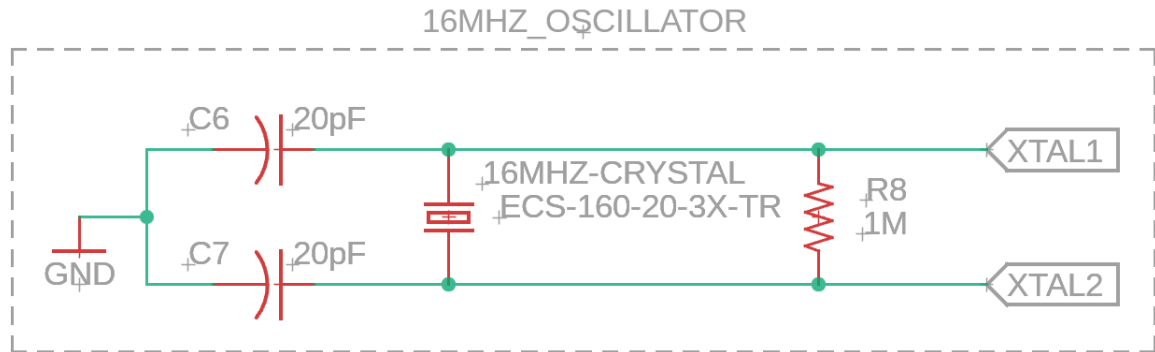 16MHZ_OSCILLATOR
C6 20pF
XTAL1
16MHZ-CRYSTAL
ECS-160-20-3X-TR
R8
1M
GND
C7 20pF
XTAL2